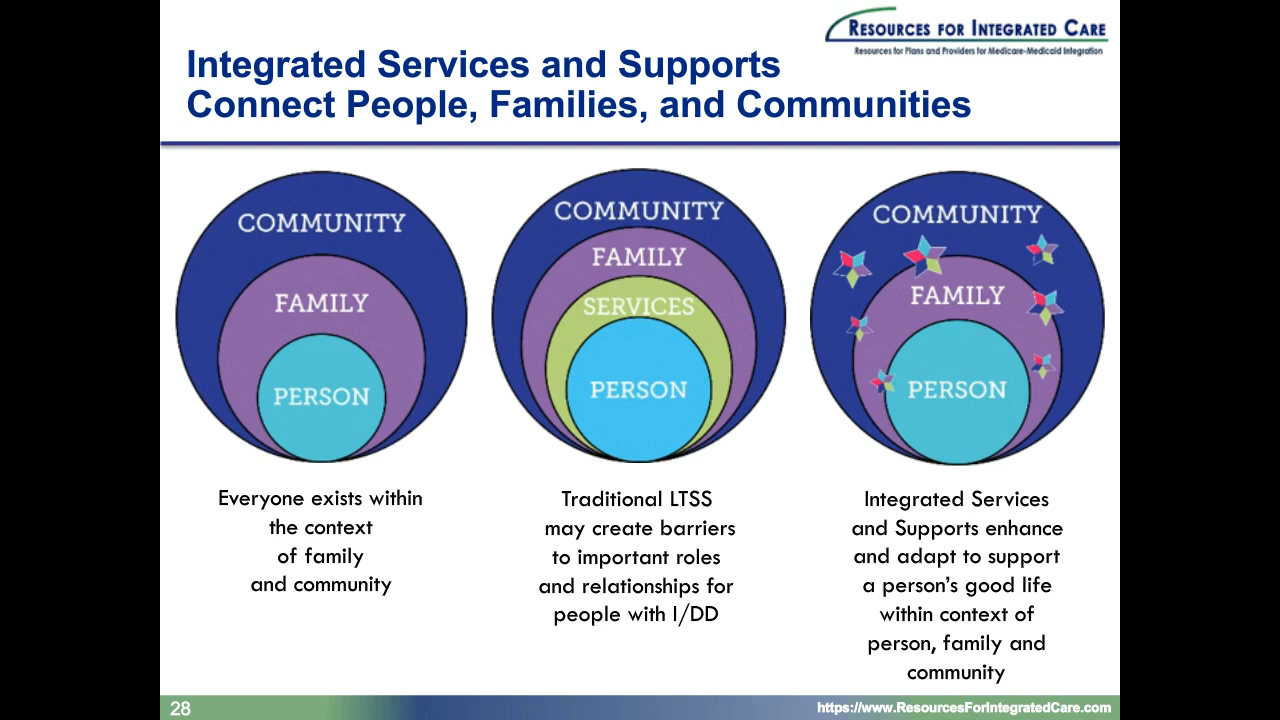 RESOURCES FOR INTEGRATED CARE
Resources for Plans and Providers for Medicare-Medicaid Integration
Integrated Services and Supports
Connect People, Families, and Communities
COMMUNITY
FAMILY
PERSON
Everyone exists within
the context
of family
and community
COMMUNITY
FAMILY
SERVICES
PERSON
Traditional LTSS
may create barriers
to important roles
and relationships for
people with I/DD
COMMUNITY
FAMILY
PERSON
Integrated Services
and Supports enhance
and adapt to support
a person’s good life
within context of
person, family and
community
28
https://www.ResourcesForIntegratedCare.com